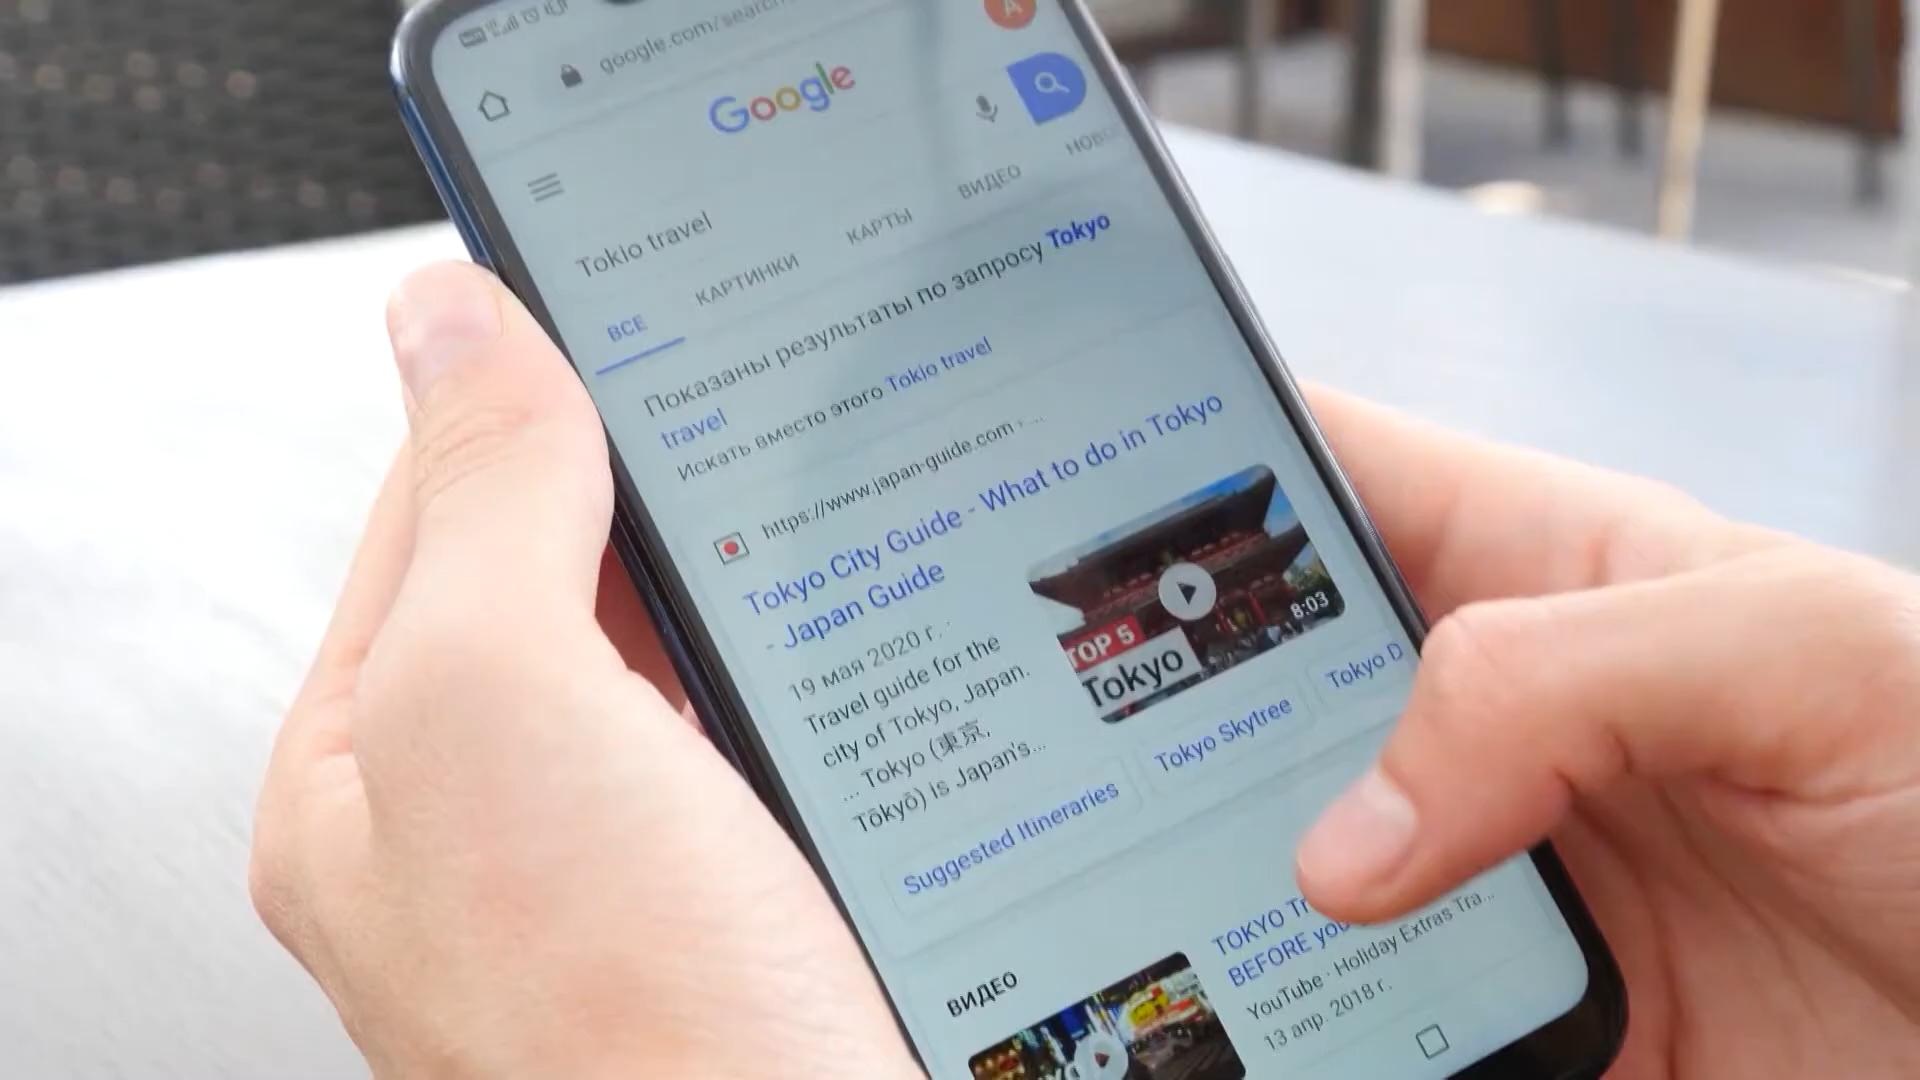 google.com/search
A
Google
Tokio travel
ВСЕ КАРТИНКИ КАРТЫ ВИДЕО
Показаны результаты по запросу Tokyo
travel
Искать вместо этого Tokio travel
https://www.japan-guide.com › ...
Tokyo City Guide - What to do in Tokyo
- Japan Guide
19 мая 2020 г. ·
Travel guide for the
city of Tokyo, Japan.
... Tokyo (東京,
Tōkyō) is Japan's...
TOP 5
Tokyo
8:03
Suggested Itineraries
Tokyo Skytree
Tokyo D
ВИДЕО
TOKYO
BEFORE
YouTube · Holiday Extras Tra...
13 апр. 2018 г.